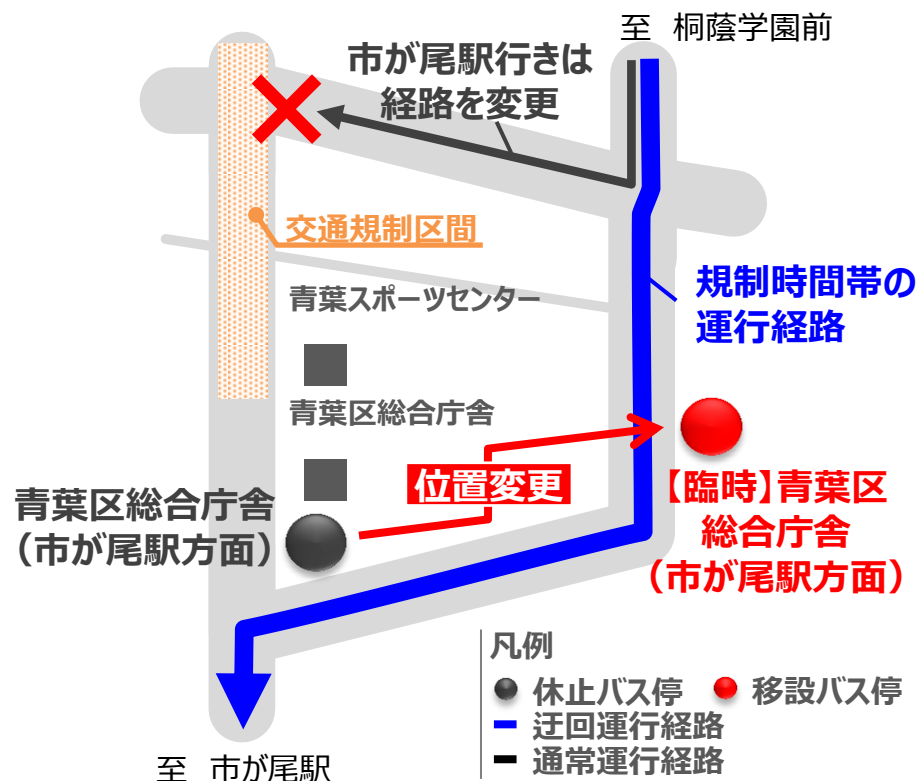 至 桐蔭学園前
市が尾駅行きは
経路を変更
交通規制区間
青葉スポーツセンター
規制時間帯の
運行経路
青葉区総合庁舎
位置変更
【臨時】青葉区
総合庁舎
（市が尾駅方面）
青葉区総合庁舎
（市が尾駅方面）
凡例
休止バス停 移設バス停
迂回運行経路
通常運行経路
至 市が尾駅